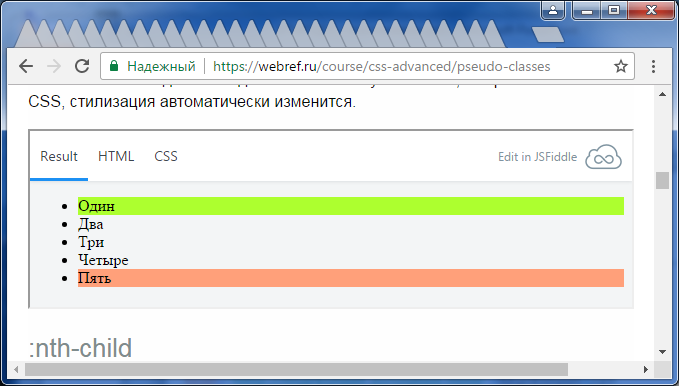 Надежный https://webref.ru/course/css-advanced/pseudo-classes
CSS, стилизация автоматически изменится.
Result HTML CSS Edit in JSFiddle
Один
Два
Три
Четыре
Пять
:nth-child